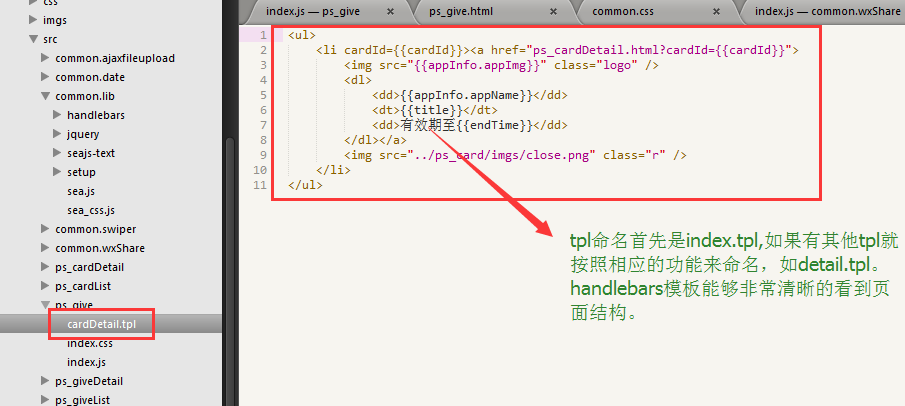 css
imgs
src
common.ajaxfileupload
common.date
common.lib
handlebars
jquery
seajs-text
setup
sea.js
sea_css.js
common.swiper
common.wxShare
ps_cardDetail
ps_cardList
ps_give
cardDetail.tpl
index.css
index.js
ps_giveDetail
ps_giveList
index.js — ps_give × ps_give.html × common.css × index.js — common.wxShare
1 <ul>
2 <li cardId={{cardId}}><a href="ps_cardDetail.html?cardId={{cardId}}">
3 <img src="{{appInfo.appImg}}" class="logo" />
4 <dl>
5 <dd>{{appInfo.appName}}</dd>
6 <dt>{{title}}</dt>
7 <dd>有效期至{{endTime}}</dd>
8 </dl></a>
9 <img src="../ps_card/imgs/close.png" class="r" />
10 </li>
11 </ul>
tpl命名首先是index.tpl,如果有其他tpl就
按照相应的功能来命名，如detail.tpl。
handlebars模板能够非常清晰的看到页
面结构。